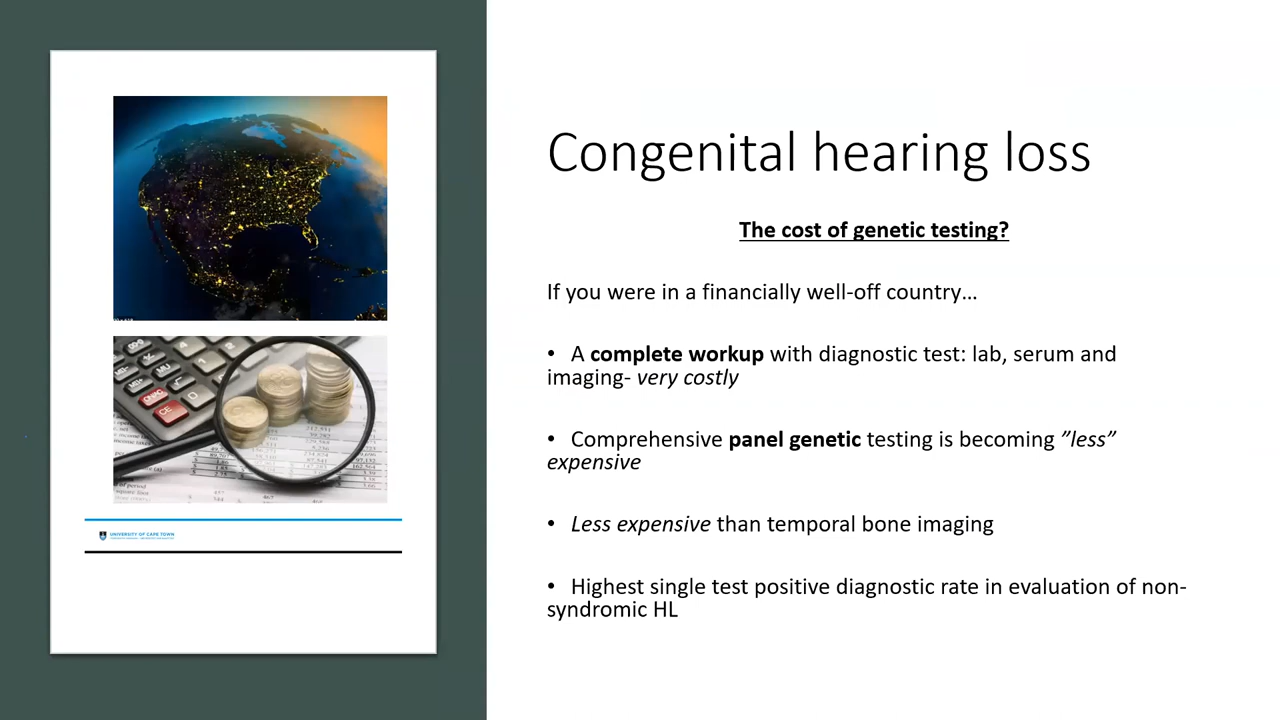 Congenital hearing loss
The cost of genetic testing?
If you were in a financially well-off country…
• A complete workup with diagnostic test: lab, serum and
imaging- very costly
• Comprehensive panel genetic testing is becoming ”less”
expensive
• Less expensive than temporal bone imaging
• Highest single test positive diagnostic rate in evaluation of non-
syndromic HL
UNIVERSITY OF CAPE TOWN